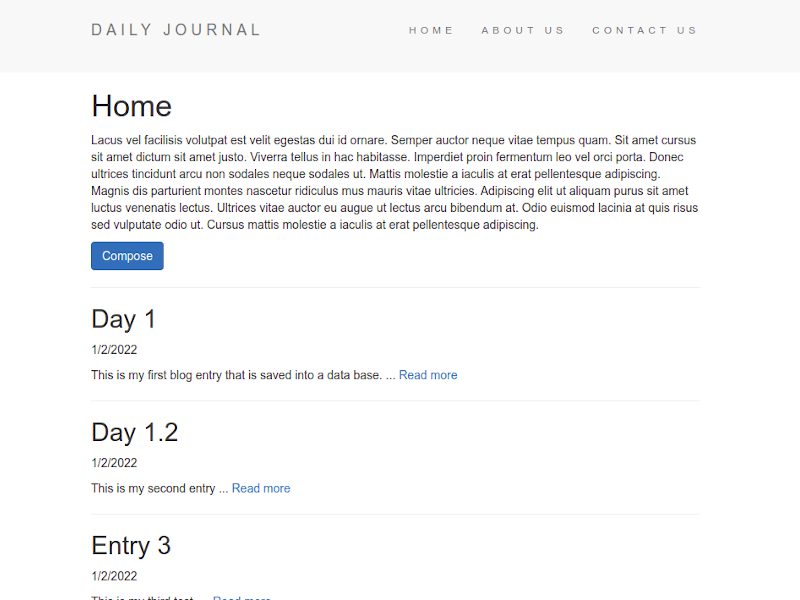 DAILY JOURNAL HOME ABOUT US CONTACT US
Home
Lacus vel facilisis volutpat est velit egestas dui id ornare. Semper auctor neque vitae tempus quam. Sit amet cursus
sit amet dictum sit amet justo. Viverra tellus in hac habitasse. Imperdiet proin fermentum leo vel orci porta. Donec
ultrices tincidunt arcu non sodales neque sodales ut. Mattis molestie a iaculis at erat pellentesque adipiscing.
Magnis dis parturient montes nascetur ridiculus mus mauris vitae ultricies. Adipiscing elit ut aliquam purus sit amet
luctus venenatis lectus. Ultrices vitae auctor eu augue ut lectus arcu bibendum at. Odio euismod lacinia at quis risus
sed vulputate odio ut. Cursus mattis molestie a iaculis at erat pellentesque adipiscing.
Compose
Day 1
1/2/2022
This is my first blog entry that is saved into a data base. ... Read more
Day 1.2
1/2/2022
This is my second entry ... Read more
Entry 3
1/2/2022
This is my third test ... Read more